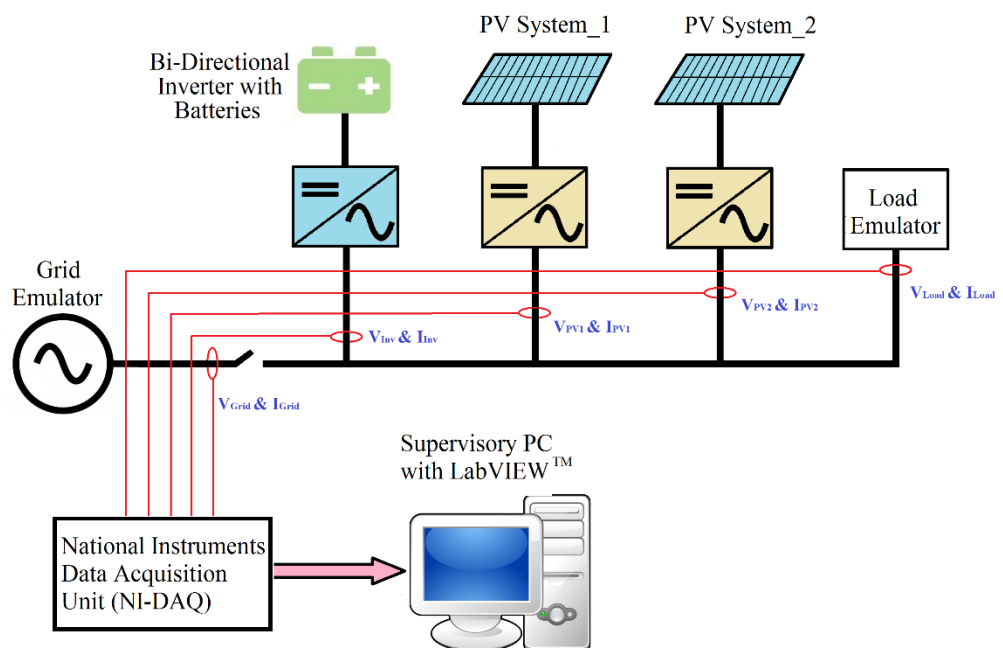 PV System_1
PV System_2
Bi-Directional
Inverter with
Batteries
Load
Emulator
Grid
Emulator
VLoad & ILoad
VPV2 & IPV2
VPV1 & IPV1
VInv & IInv
VGrid & IGrid
Supervisory PC
with LabVIEW™
National Instruments
Data Acquisition
Unit (NI-DAQ)